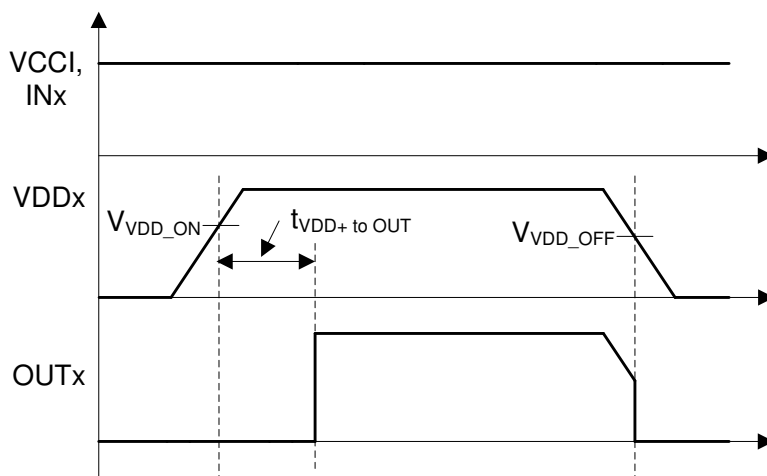 VCCI,
INx
VDDx
VVDD_ON
tVDD+ to OUT
VVDD_OFF
OUTx